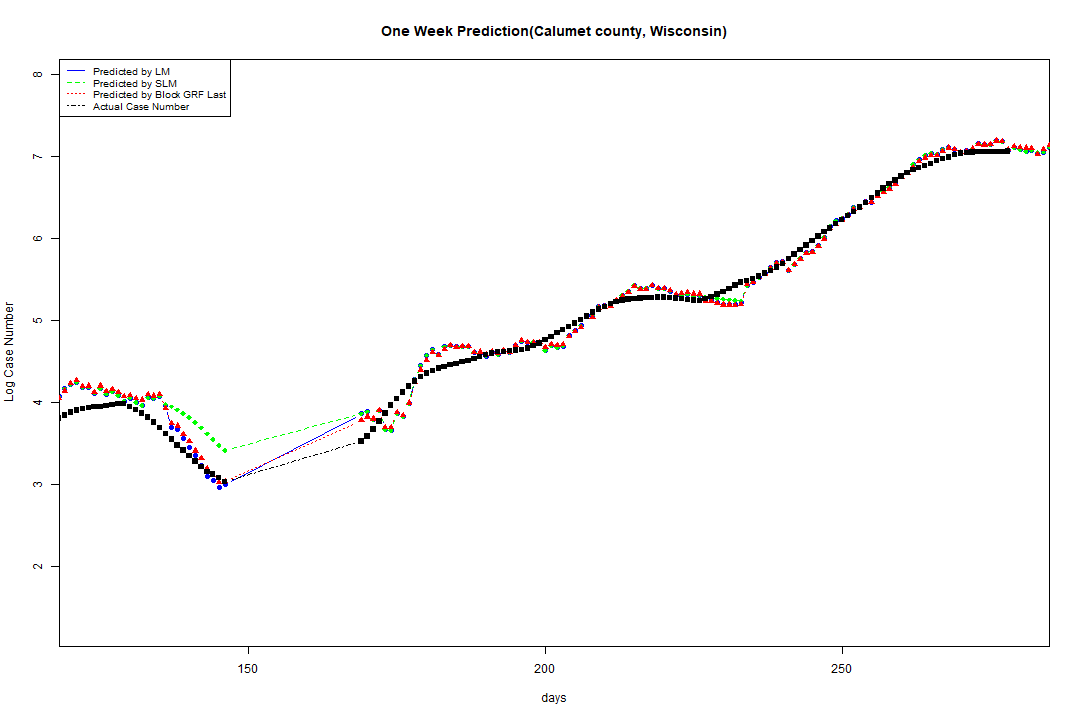 One Week Prediction(Calumet county, Wisconsin)
Predicted by LM
Predicted by SLM
Predicted by Block GRF Last
Actual Case Number
8
7
6
5
4
3
2
Log Case Number
150
200
250
days